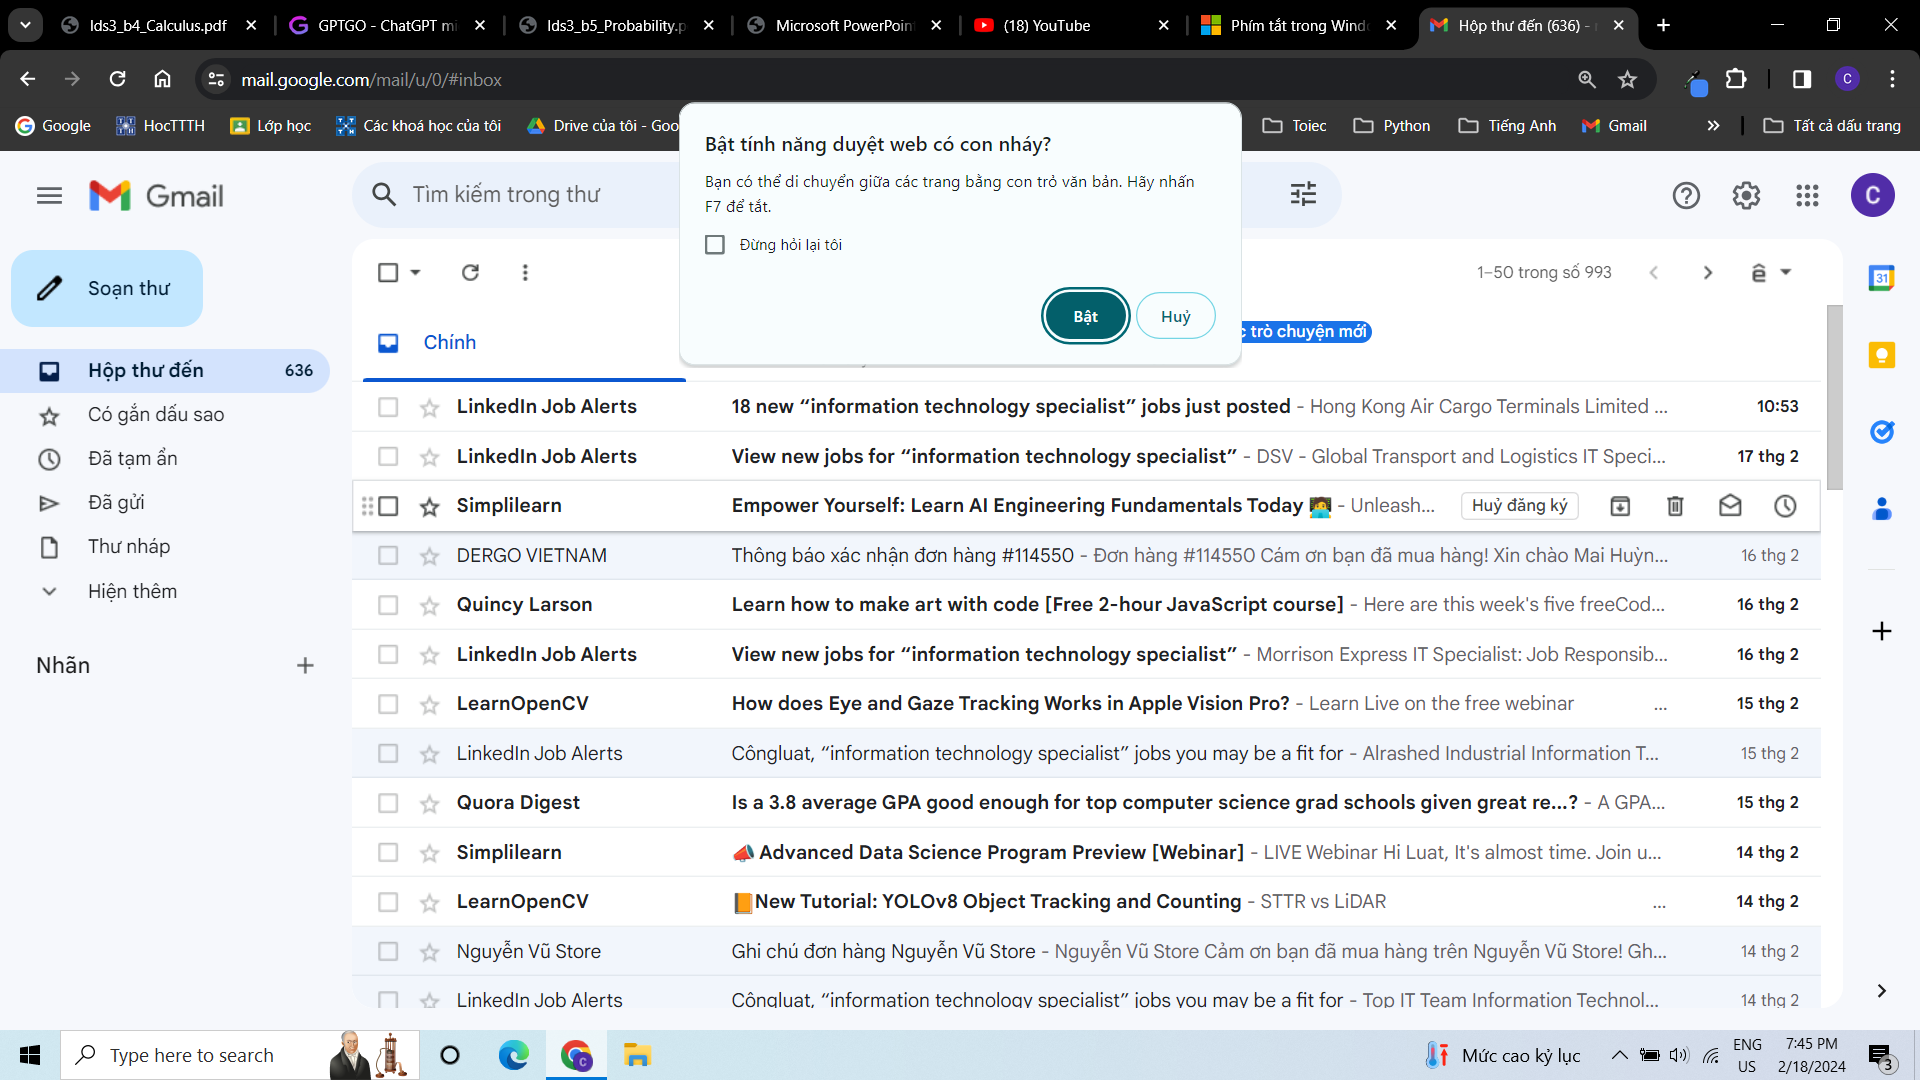 lds3_b4_Calculus.pdf
GPTGO - ChatGPT mi
lds3_b5_Probability.p
Microsoft PowerPoin
(18) YouTube
Phím tắt trong Wind
Hộp thư đến (636) -
mail.google.com/mail/u/0/#inbox
C
Google
HocTTTH
Lớp học
Các khoá học của tôi
Drive của tôi - Goo
Toiec
Python
Tiếng Anh
Gmail
Tất cả dấu trang
Bật tính năng duyệt web có con nháy?
Bạn có thể di chuyển giữa các trang bằng con trỏ văn bản. Hãy nhấn
F7 để tắt.
Đừng hỏi lại tôi
Bật
Huỷ
Gmail
Tìm kiếm trong thư
C
Soạn thư
1–50 trong số 993
ê
31
Chính
c trò chuyện mới
Hộp thư đến 636
Có gắn dấu sao
Đã tạm ẩn
Đã gửi
Thư nháp
Hiện thêm
Nhãn
LinkedIn Job Alerts 18 new “information technology specialist” jobs just posted - Hong Kong Air Cargo Terminals Limited ... 10:53
LinkedIn Job Alerts View new jobs for “information technology specialist” - DSV - Global Transport and Logistics IT Speci... 17 thg 2
Simplilearn Empower Yourself: Learn AI Engineering Fundamentals Today 🧑‍💻 - Unleash... Huỷ đăng ký
DERGO VIETNAM Thông báo xác nhận đơn hàng #114550 - Đơn hàng #114550 Cám ơn bạn đã mua hàng! Xin chào Mai Huỳn... 16 thg 2
Quincy Larson Learn how to make art with code [Free 2-hour JavaScript course] - Here are this week's five freeCod... 16 thg 2
LinkedIn Job Alerts View new jobs for “information technology specialist” - Morrison Express IT Specialist: Job Responsib... 16 thg 2
LearnOpenCV How does Eye and Gaze Tracking Works in Apple Vision Pro? - Learn Live on the free webinar ... 15 thg 2
LinkedIn Job Alerts Côngluat, “information technology specialist” jobs you may be a fit for - Alrashed Industrial Information T... 15 thg 2
Quora Digest Is a 3.8 average GPA good enough for top computer science grad schools given great re...? - A GPA... 15 thg 2
Simplilearn 📣 Advanced Data Science Program Preview [Webinar] - LIVE Webinar Hi Luat, It's almost time. Join u... 14 thg 2
LearnOpenCV 📙New Tutorial: YOLOv8 Object Tracking and Counting - STTR vs LiDAR ... 14 thg 2
Nguyễn Vũ Store Ghi chú đơn hàng Nguyễn Vũ Store - Nguyễn Vũ Store Cảm ơn bạn đã mua hàng trên Nguyễn Vũ Store! Gh... 14 thg 2
LinkedIn Job Alerts Côngluat, “information technology specialist” jobs you may be a fit for - Top IT Team Information Technol... 14 thg 2
Type here to search
C
Mức cao kỷ lục
ENG
US
7:45 PM
2/18/2024
3